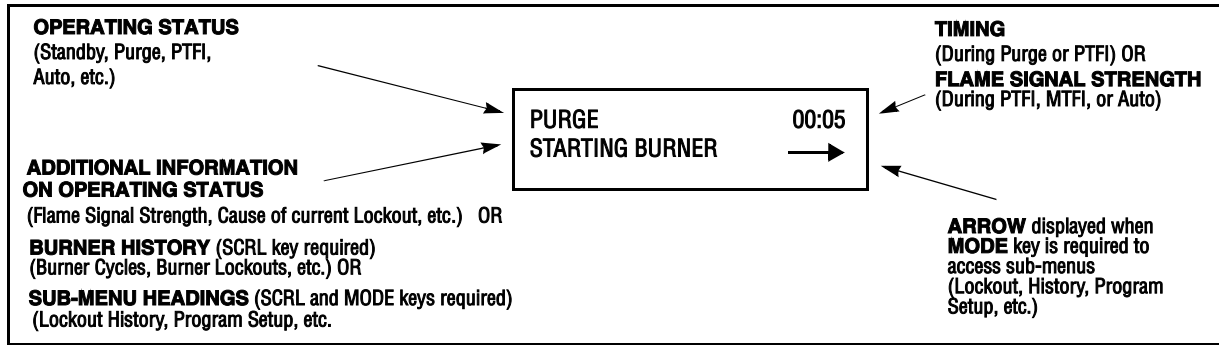 OPERATING STATUS
(Standby, Purge, PTFI,
Auto, etc.)
ADDITIONAL INFORMATION
ON OPERATING STATUS
(Flame Signal Strength, Cause of current Lockout, etc.) OR
BURNER HISTORY (SCRL key required)
(Burner Cycles, Burner Lockouts, etc.) OR
SUB-MENU HEADINGS (SCRL and MODE keys required)
(Lockout History, Program Setup, etc.
PURGE 00:05
STARTING BURNER
TIMING
(During Purge or PTFI) OR
FLAME SIGNAL STRENGTH
(During PTFI, MTFI, or Auto)
ARROW displayed when
MODE key is required to
access sub-menus
(Lockout, History, Program
Setup, etc.)